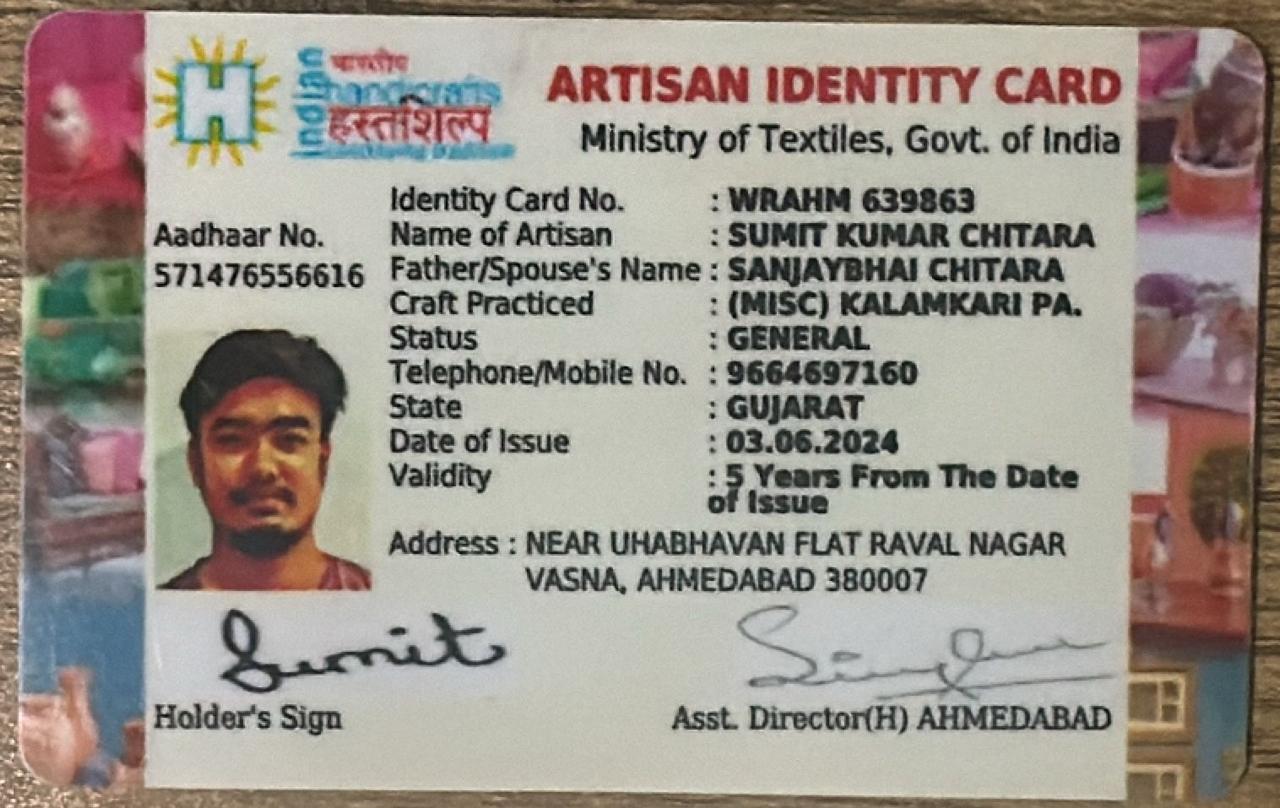 Indian
भारतीय
handicrafts
हस्तशिल्प
ARTISAN IDENTITY CARD
Ministry of Textiles, Govt. of India
Identity Card No. : WRAHM 639863
Aadhaar No.
571476556616
Name of Artisan : SUMIT KUMAR CHITARA
Father/Spouse's Name : SANJAYBHAI CHITARA
Craft Practiced : (MISC) KALAMKARI PA.
Status : GENERAL
Telephone/Mobile No. : 9664697160
State : GUJARAT
Date of Issue : 03.06.2024
Validity : 5 Years From The Date
of Issue
Address : NEAR UHABHAVAN FLAT RAVAL NAGAR
VASNA, AHMEDABAD 380007
Sumit
Holder's Sign
Asst. Director(H) AHMEDABAD